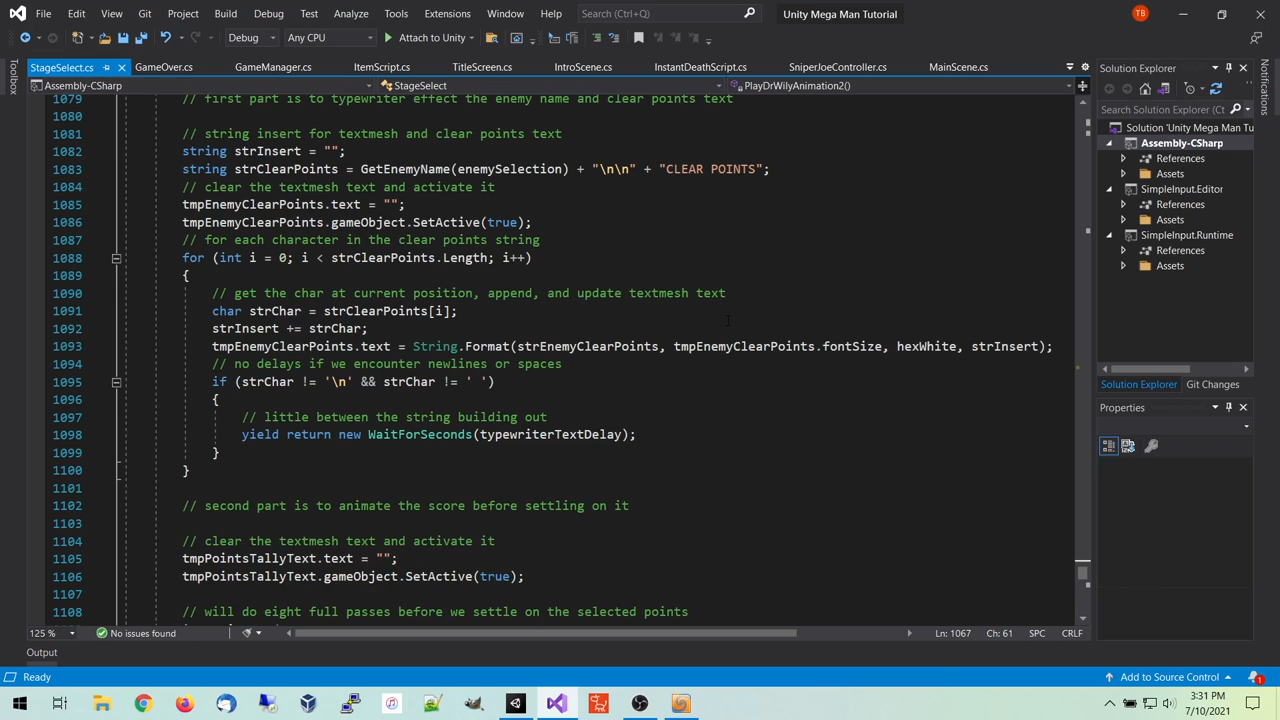 File Edit View Git Project Build Debug Test Analyze Tools Extensions Window Help Search (Ctrl+Q) Unity Mega Man Tutorial TB
Debug Any CPU Attach to Unity
StageSelect.cs GameOver.cs GameManager.cs ItemScript.cs TitleScreen.cs IntroScene.cs InstantDeathScript.cs SniperJoeController.cs MainScene.cs
Toolbox
Notifications
Assembly-CSharp StageSelect PlayDrWilyAnimation2()
1079 // first part is to typewriter effect the enemy name and clear points text
1080
1081 // string insert for textmesh and clear points text
1082 string strInsert = "";
1083 string strClearPoints = GetEnemyName(enemySelection) + "\n\n" + "CLEAR POINTS";
1084 // clear the textmesh text and activate it
1085 tmpEnemyClearPoints.text = "";
1086 tmpEnemyClearPoints.gameObject.SetActive(true);
1087 // for each character in the clear points string
1088 for (int i = 0; i < strClearPoints.Length; i++)
1089 {
1090 // get the char at current position, append, and update textmesh text
1091 char strChar = strClearPoints[i];
1092 strInsert += strChar;
1093 tmpEnemyClearPoints.text = String.Format(strEnemyClearPoints, tmpEnemyClearPoints.fontSize, hexWhite, strInsert);
1094 // no delays if we encounter newlines or spaces
1095 if (strChar != '\n' && strChar != ' ')
1096 {
1097 // little between the string building out
1098 yield return new WaitForSeconds(typewriterTextDelay);
1099 }
1100 }
1101
1102 // second part is to animate the score before settling on it
1103
1104 // clear the textmesh text and activate it
1105 tmpPointsTallyText.text = "";
1106 tmpPointsTallyText.gameObject.SetActive(true);
1107
1108 // will do eight full passes before we settle on the selected points
Solution Explorer
Search Solution Explorer (Ctrl+
Solution 'Unity Mega Man Tu
Assembly-CSharp
References
Assets
SimpleInput.Editor
References
Assets
SimpleInput.Runtime
References
Assets
Solution Explorer Git Changes
Properties
125 % No issues found Ln: 1067 Ch: 61 SPC CRLF
Output
Ready Add to Source Control 1
3:31 PM
7/10/2021